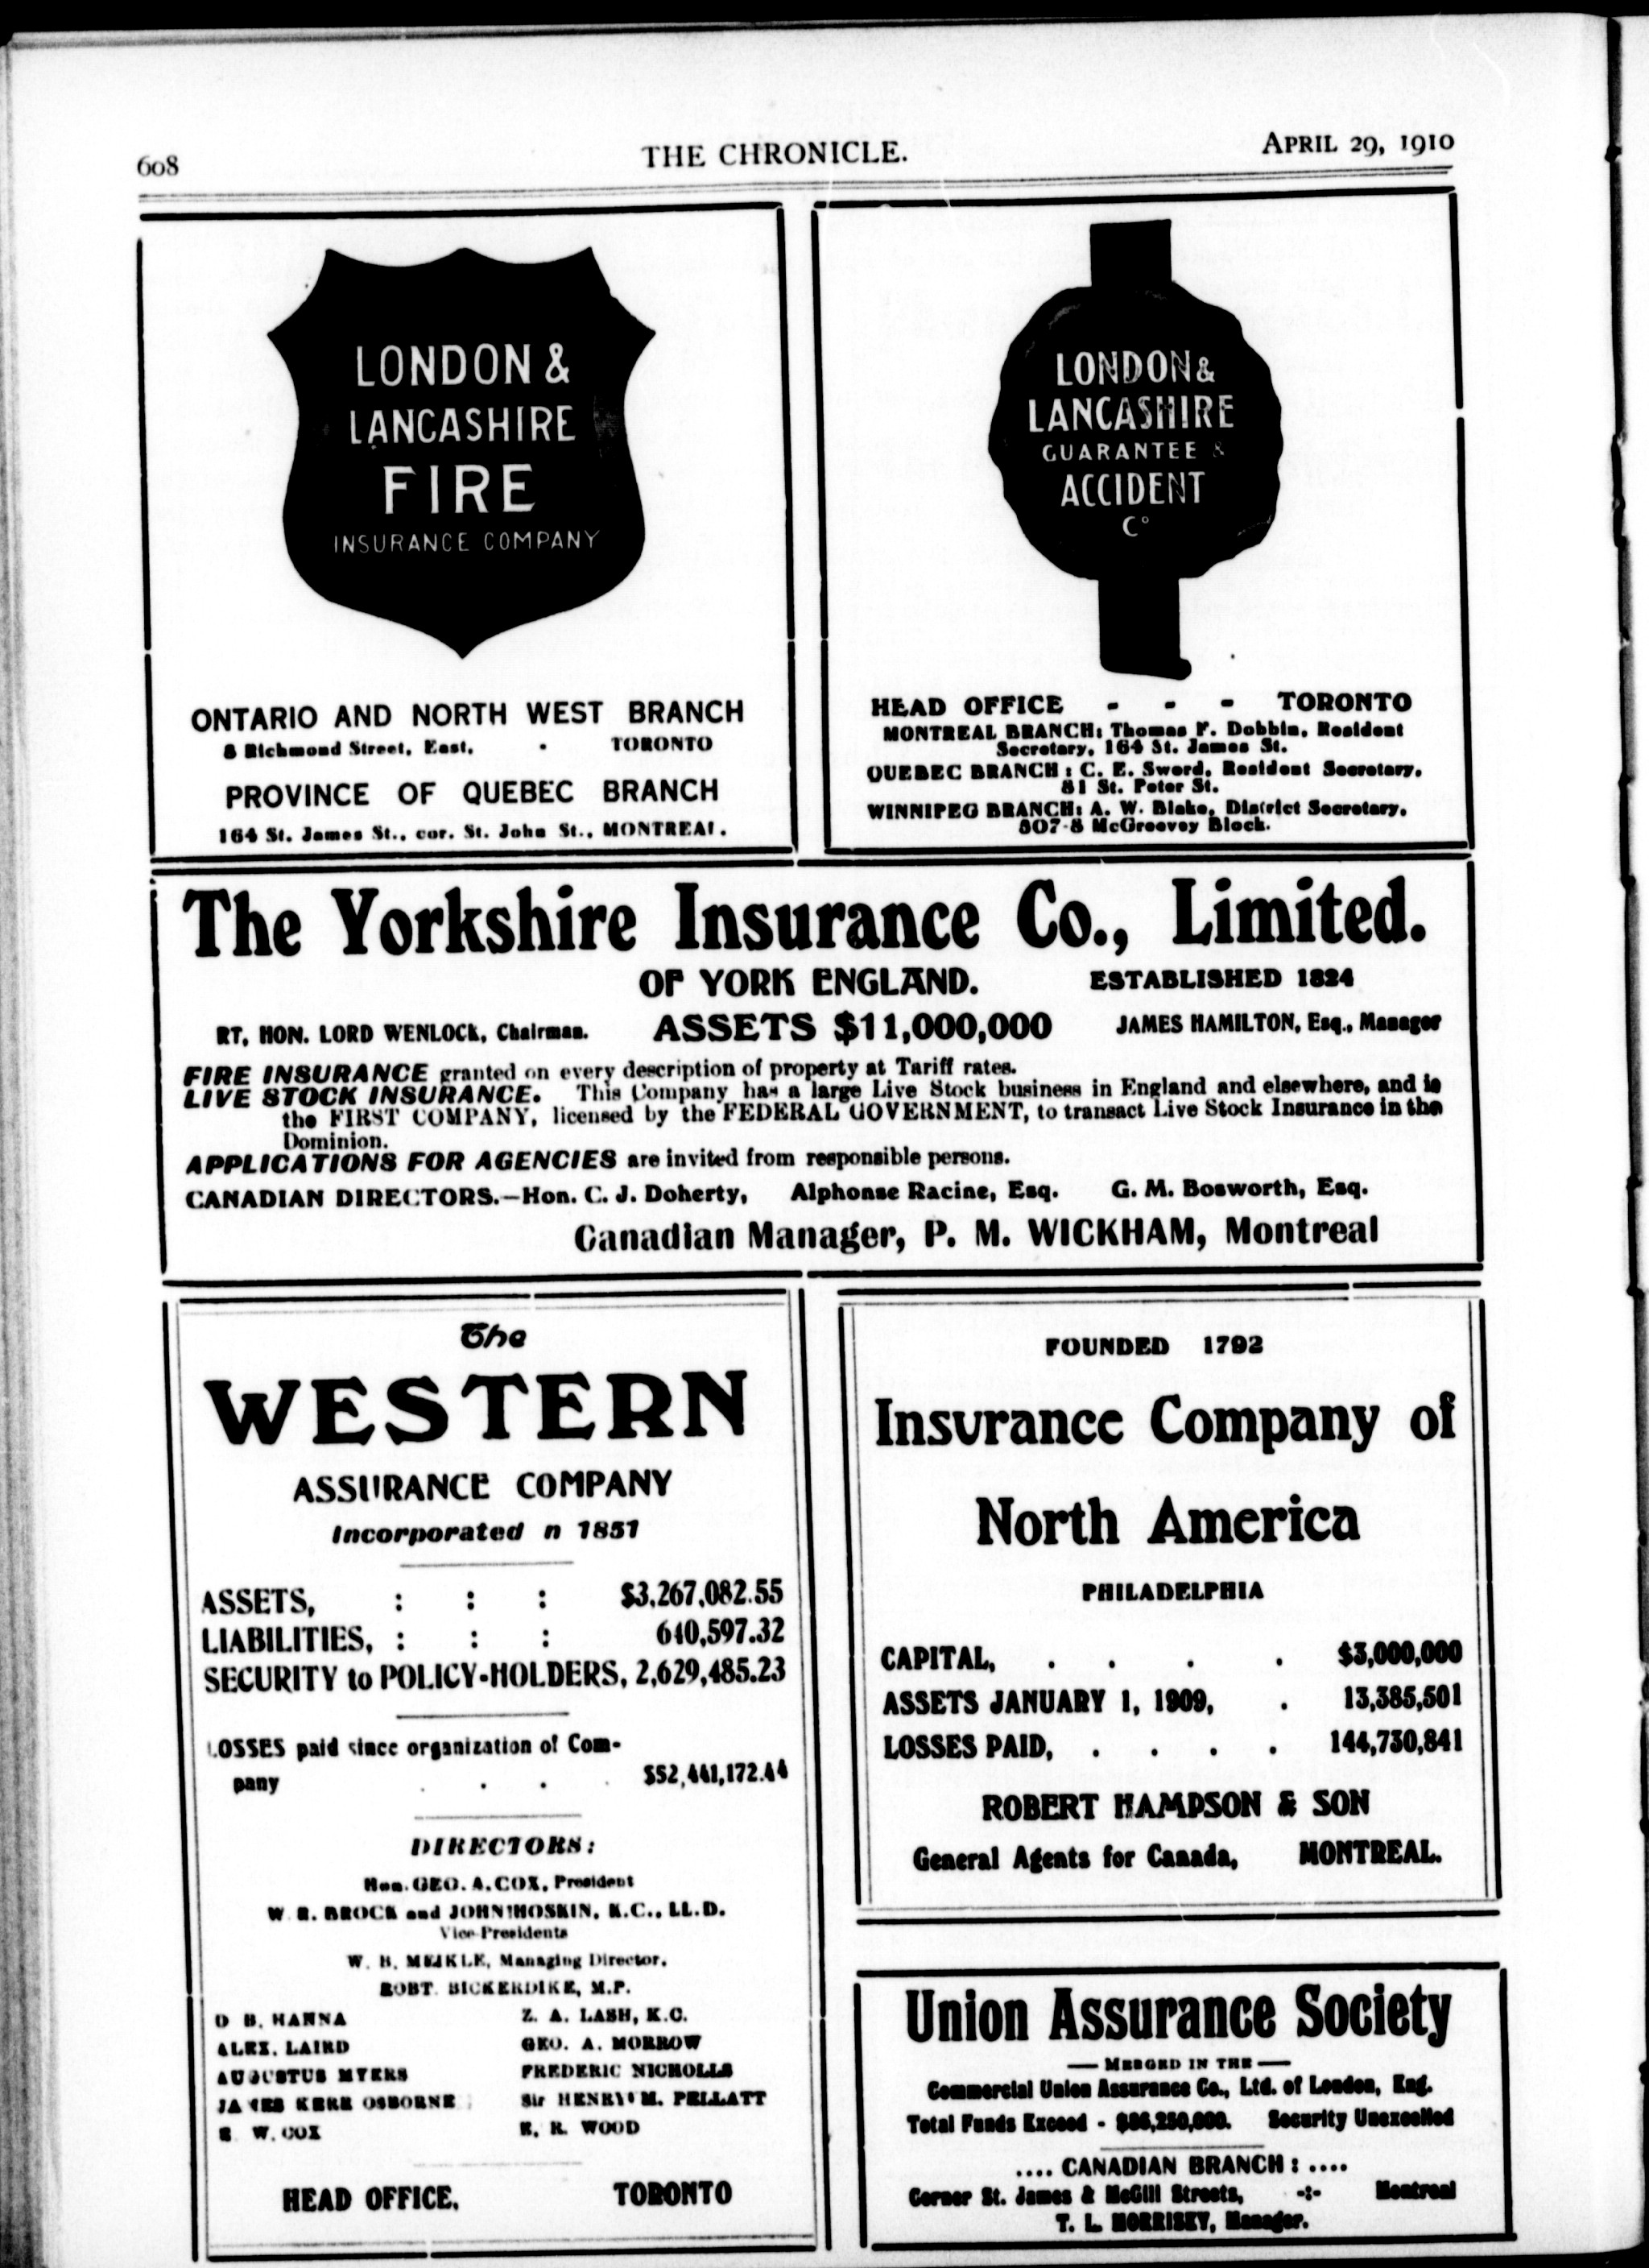 608
THE CHRONICLE.
APRIL 29, 1910
LONDON &
LANCASHIRE
FIRE
INSURANCE COMPANY
ONTARIO AND NORTH WEST BRANCH
8 Richmond Street, East, - TORONTO
PROVINCE OF QUEBEC BRANCH
164 St. James St., cor. St. John St., MONTREAL.
LONDON &
LANCASHIRE
GUARANTEE &
ACCIDENT
Co
HEAD OFFICE - - - TORONTO
MONTREAL BRANCH: Thomas F. Dobbin, Resident
Secretary, 164 St. James St.
QUEBEC BRANCH : C. E. Sword, Resident Secretary,
81 St. Peter St.
WINNIPEG BRANCH: A. W. Blake, District Secretary,
507-8 McGreevey Block.
The Yorkshire Insurance Co., Limited.
OF YORK ENGLAND. ESTABLISHED 1824
RT. HON. LORD WENLOCK, Chairman. ASSETS $11,000,000 JAMES HAMILTON, Esq., Manager
FIRE INSURANCE granted on every description of property at Tariff rates.
LIVE STOCK INSURANCE. This Company has a large Live Stock business in England and elsewhere, and is
the FIRST COMPANY, licensed by the FEDERAL GOVERNMENT, to transact Live Stock Insurance in the
Dominion.
APPLICATIONS FOR AGENCIES are invited from responsible persons.
CANADIAN DIRECTORS.—Hon. C. J. Doherty, Alphonse Racine, Esq. G. M. Bosworth, Esq.
Canadian Manager, P. M. WICKHAM, Montreal
The
WESTERN
ASSURANCE COMPANY
Incorporated n 1851
ASSETS, : : : $3,267,082.55
LIABILITIES, : : : 640,597.32
SECURITY to POLICY-HOLDERS, 2,629,485.23
LOSSES paid since organization of Com-
pany . . . . $52,441,172.44
DIRECTORS:
Hon. GEO. A. COX, President
W. R. BROCK and JOHN HOSKIN, K.C., LL.D.
Vice-Presidents
W. B. MEIKLE, Managing Director.
ROBT. BICKERDIKE, M.P.
D B. HANNA Z. A. LASH, K.C.
ALEX. LAIRD GEO. A. MORROW
AUGUSTUS MYERS FREDERIC NICHOLLS
JAMES KERR OSBORNE Sir HENRY M. PELLATT
E. W. COX E. R. WOOD
HEAD OFFICE, TORONTO
FOUNDED 1792
Insurance Company of
North America
PHILADELPHIA
CAPITAL, . . . . $3,000,000
ASSETS JANUARY 1, 1909, . 13,385,501
LOSSES PAID, . . . . 144,730,841
ROBERT HAMPSON & SON
General Agents for Canada, MONTREAL.
Union Assurance Society
— MERGED IN THE —
Commercial Union Assurance Co., Ltd. of London, Eng.
Total Funds Exceed - $86,250,000. Security Unexcelled
.... CANADIAN BRANCH : ....
Corner St. James & McGill Streets, -:- Montreal
T. L. MORRISEY, Manager.